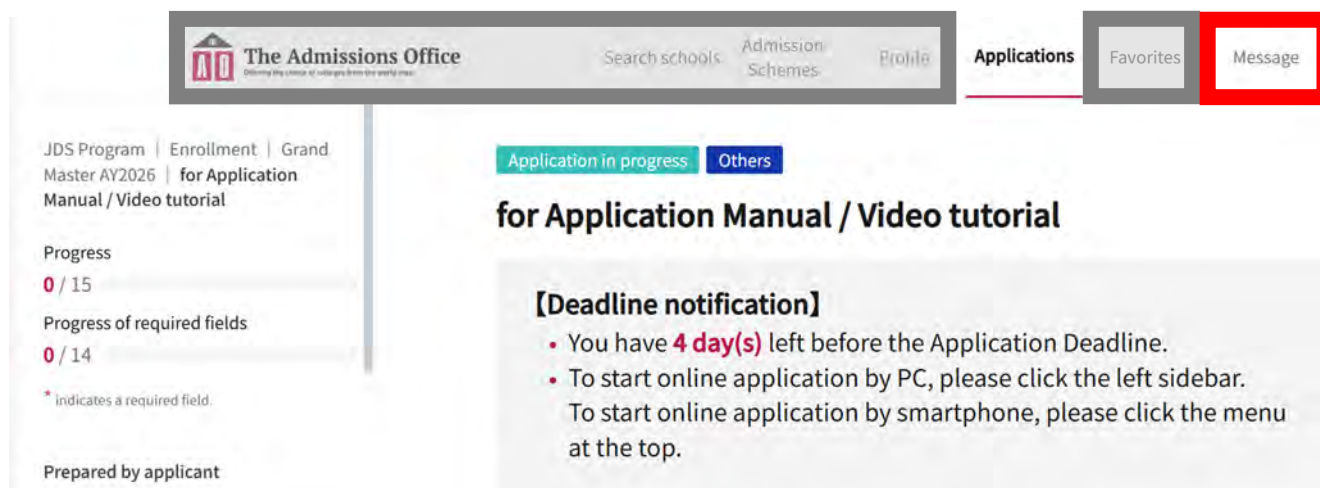 The Admissions Office
Search schools
Admission
Schemes
Profile
Applications
Favorites
Message
JDS Program | Enrollment | Grand
Master AY2026 | for Application
Manual / Video tutorial
Progress
0 / 15
Progress of required fields
0 / 14
* indicates a required field.
Prepared by applicant
Application in progress
Others
for Application Manual / Video tutorial
【Deadline notification】
• You have 4 day(s) left before the Application Deadline.
• To start online application by PC, please click the left sidebar.
To start online application by smartphone, please click the menu
at the top.